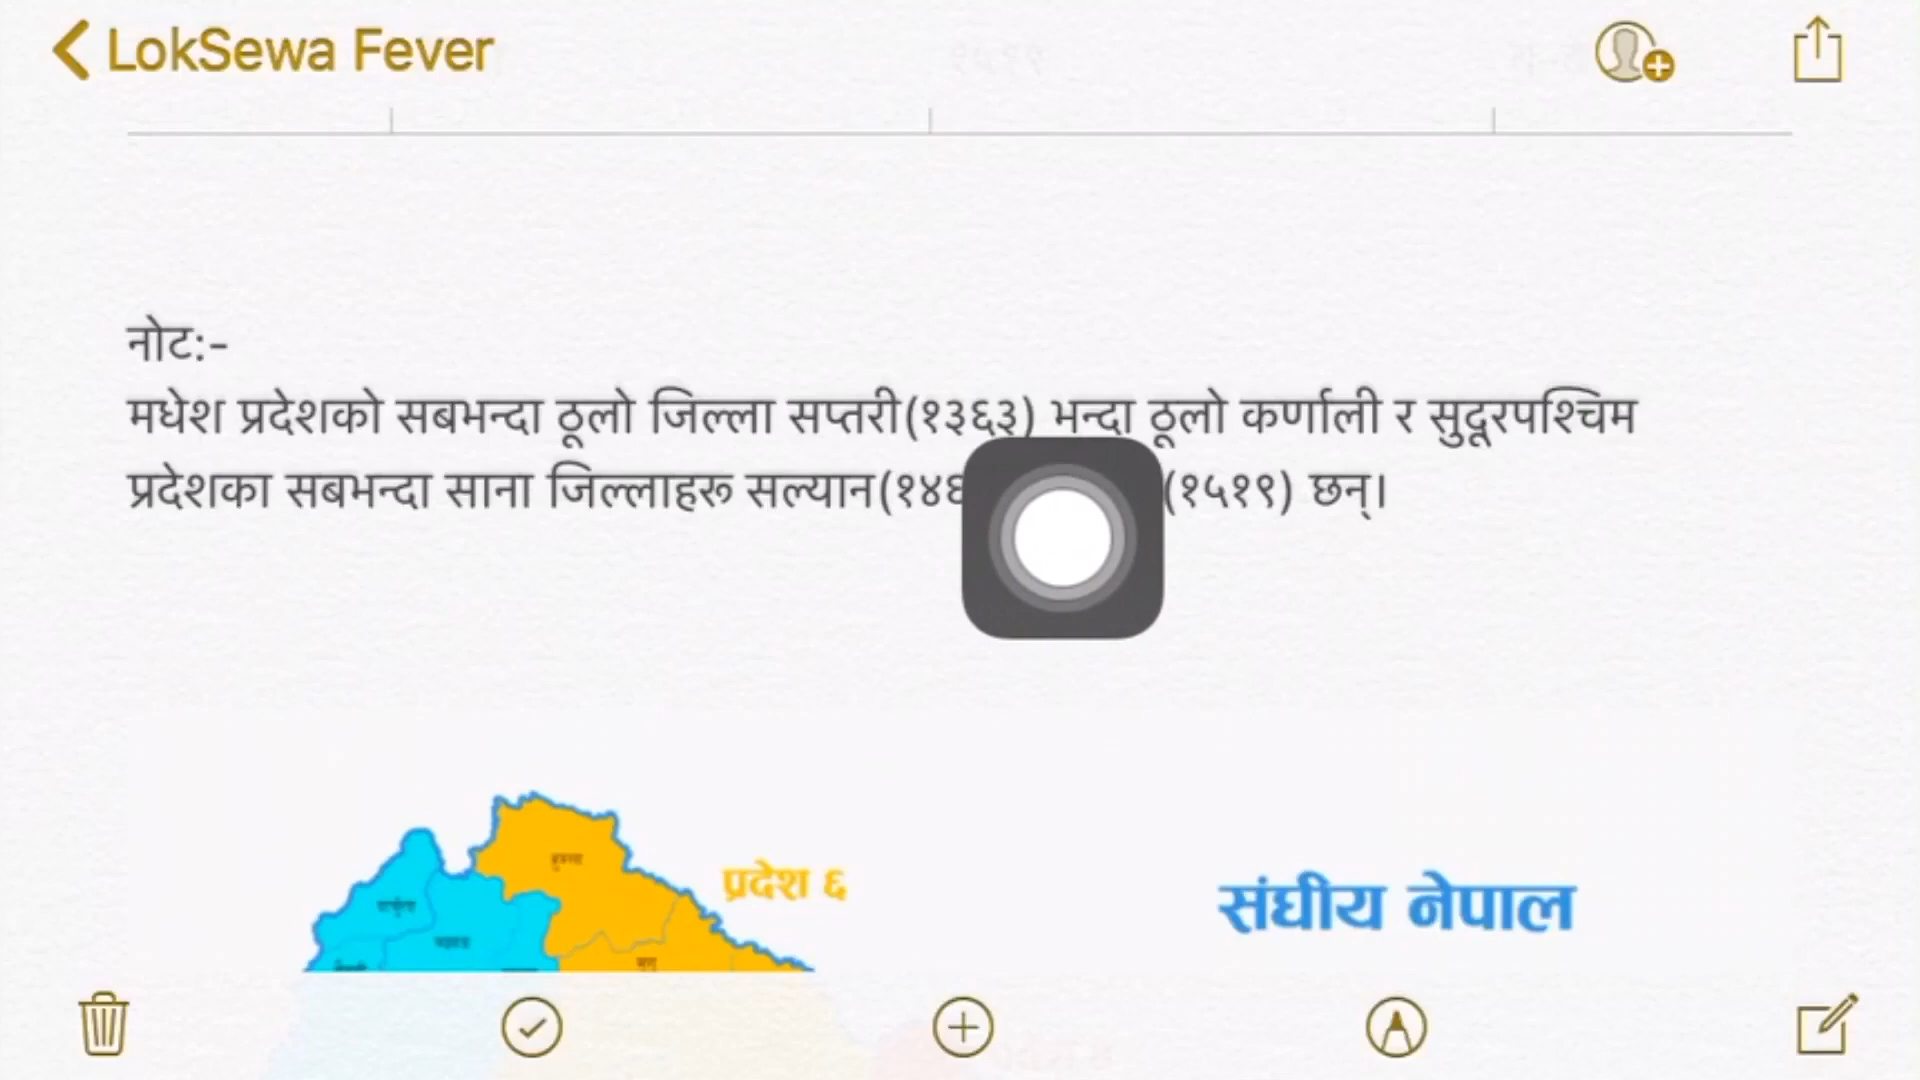 LokSewa Fever
नोटः-
मधेश प्रदेशको सबभन्दा ठूलो जिल्ला सप्तरी(१३६३) भन्दा ठूलो कर्णाली र सुदूरपश्चिम
प्रदेशका सबभन्दा साना जिल्लाहरू सल्यान(१४६ (१५१९) छन्।
प्रदेश ६
संघीय नेपाल
हुम्ला
मुगु